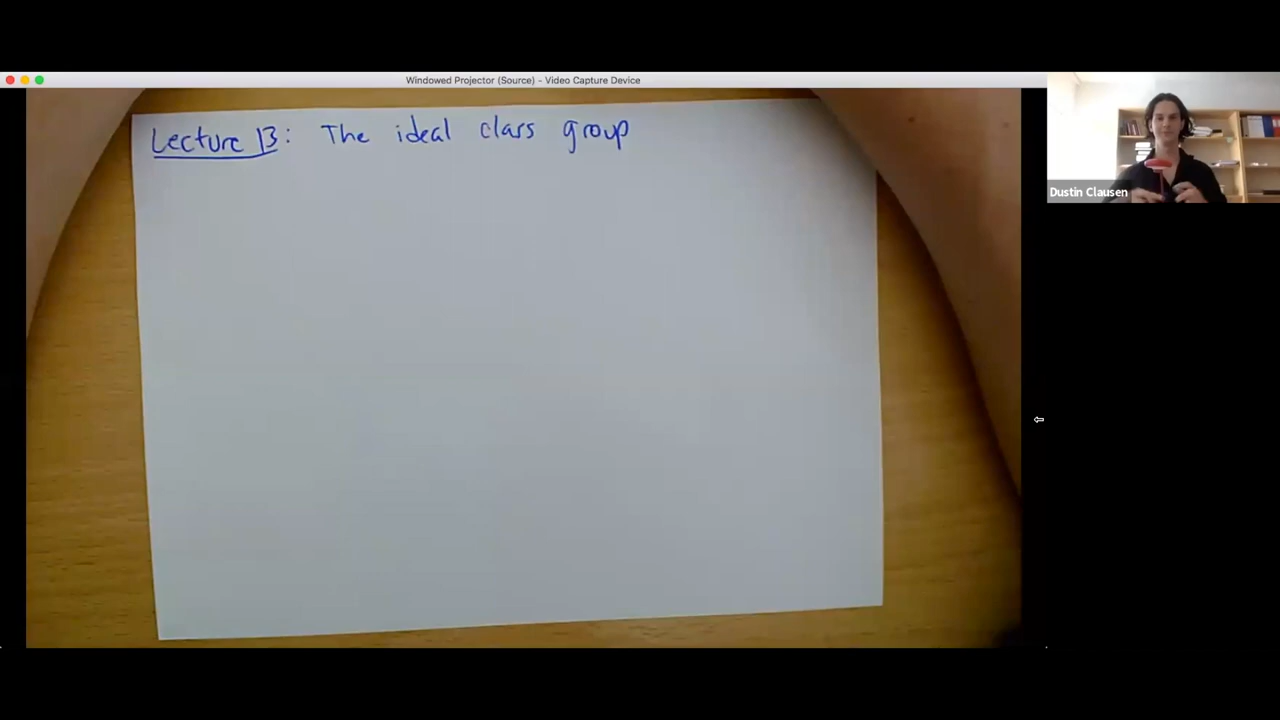 Windowed Projector (Source) - Video Capture Device
Lecture 13: The ideal class group
Dustin Clausen